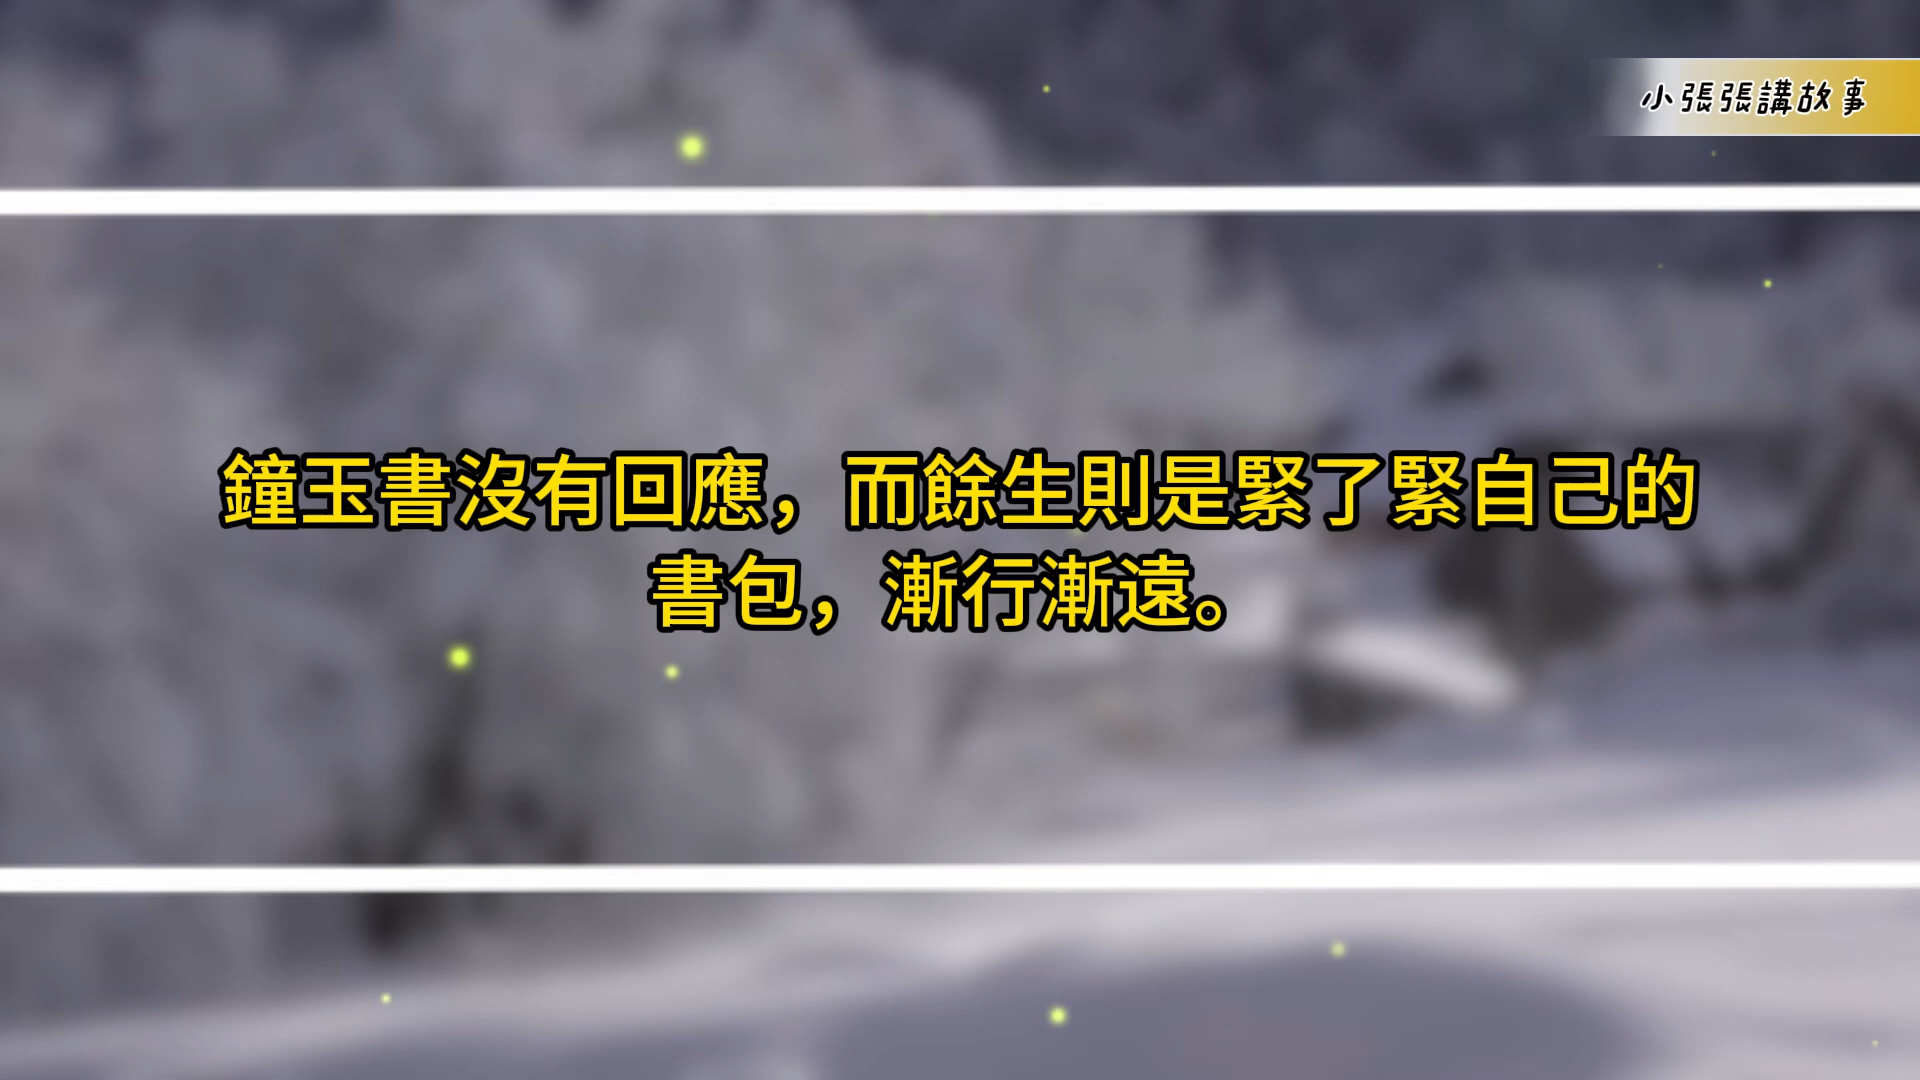 小張張講故事
鐘玉書沒有回應，而餘生則是緊了緊自己的
書包，漸行漸遠。